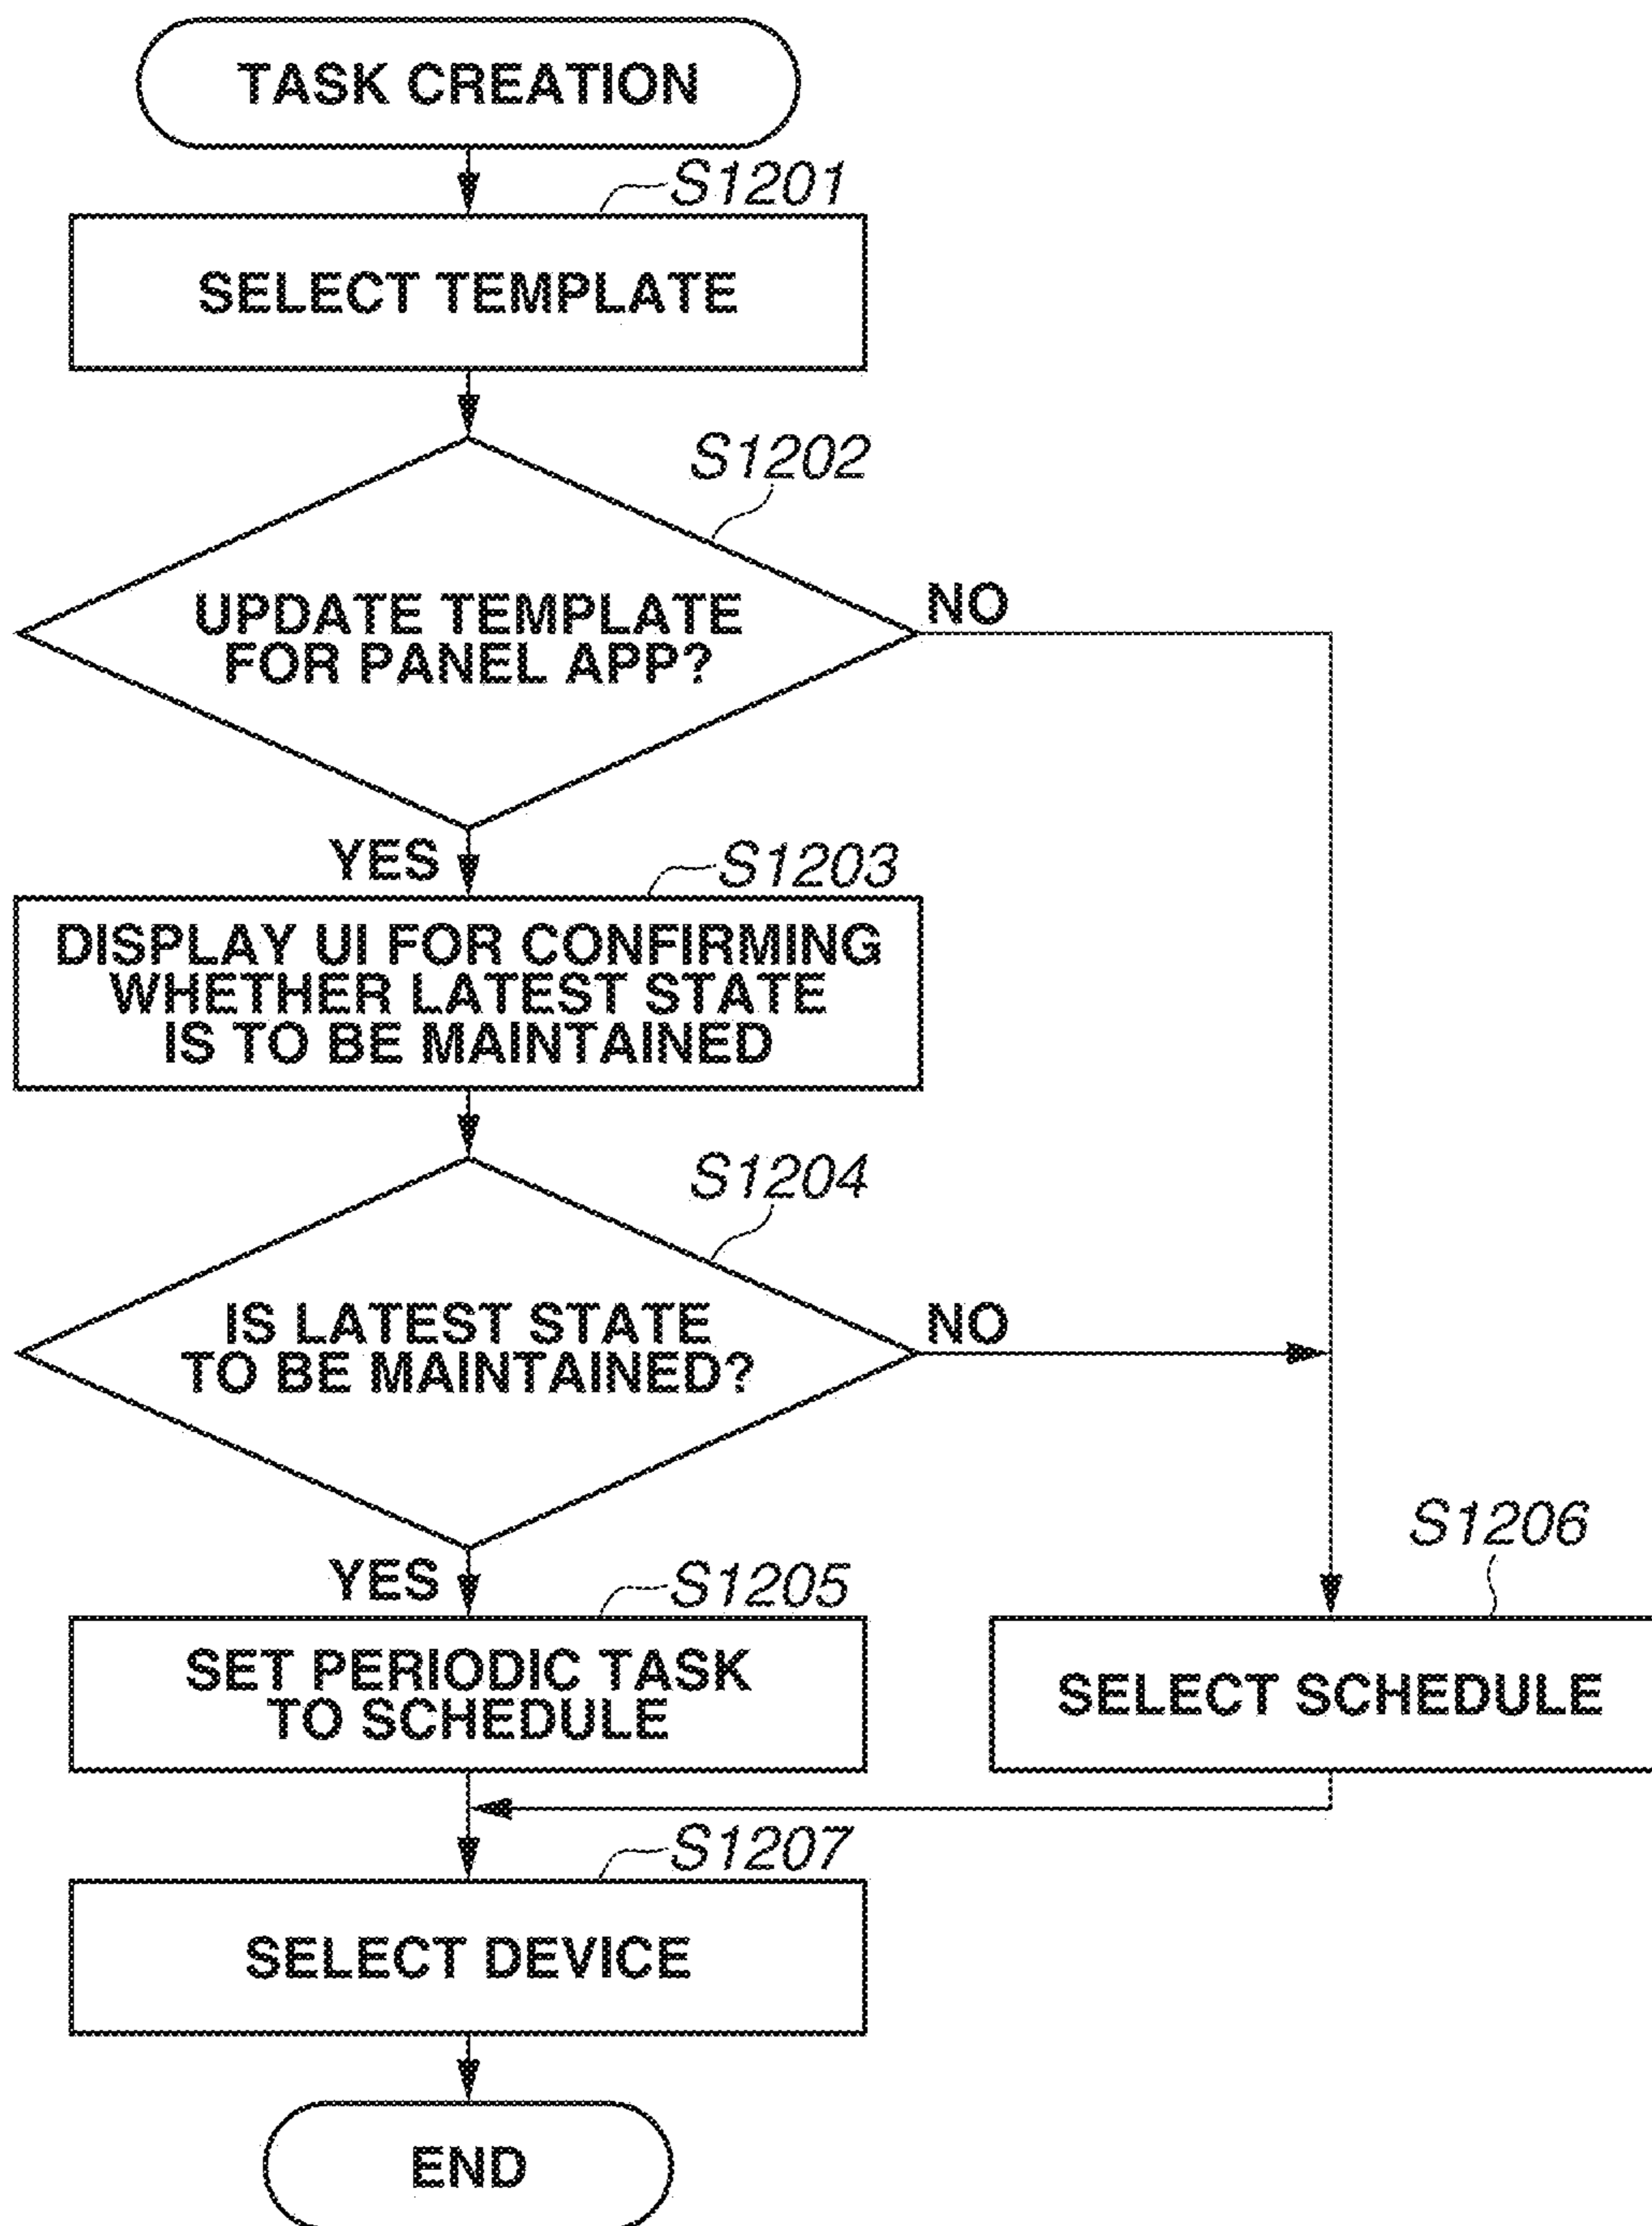 TASK CREATION
S1201
SELECT TEMPLATE
S1202
UPDATE TEMPLATE
FOR PANEL APP?
NO
YES
S1203
DISPLAY UI FOR CONFIRMING
WHETHER LATEST STATE
IS TO BE MAINTAINED
S1204
IS LATEST STATE
TO BE MAINTAINED?
NO
YES
S1205
SET PERIODIC TASK
TO SCHEDULE
S1206
SELECT SCHEDULE
S1207
SELECT DEVICE
END